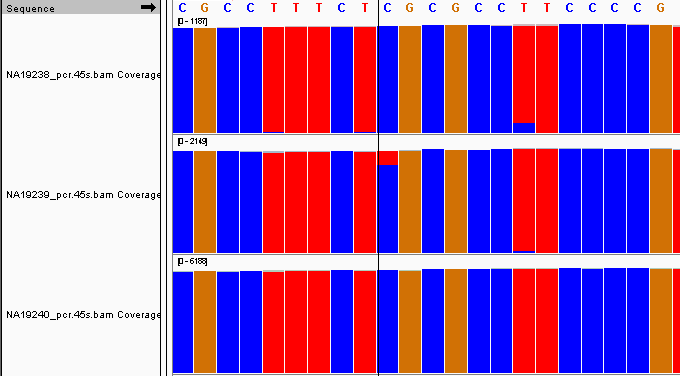 Sequence C G C C T T T C T C G C G C C T T C C C C G
[0 - 1187]
NA19238_pcr.45s.bam Coverage
[0 - 2149]
NA19239_pcr.45s.bam Coverage
[0 - 6188]
NA19240_pcr.45s.bam Coverage